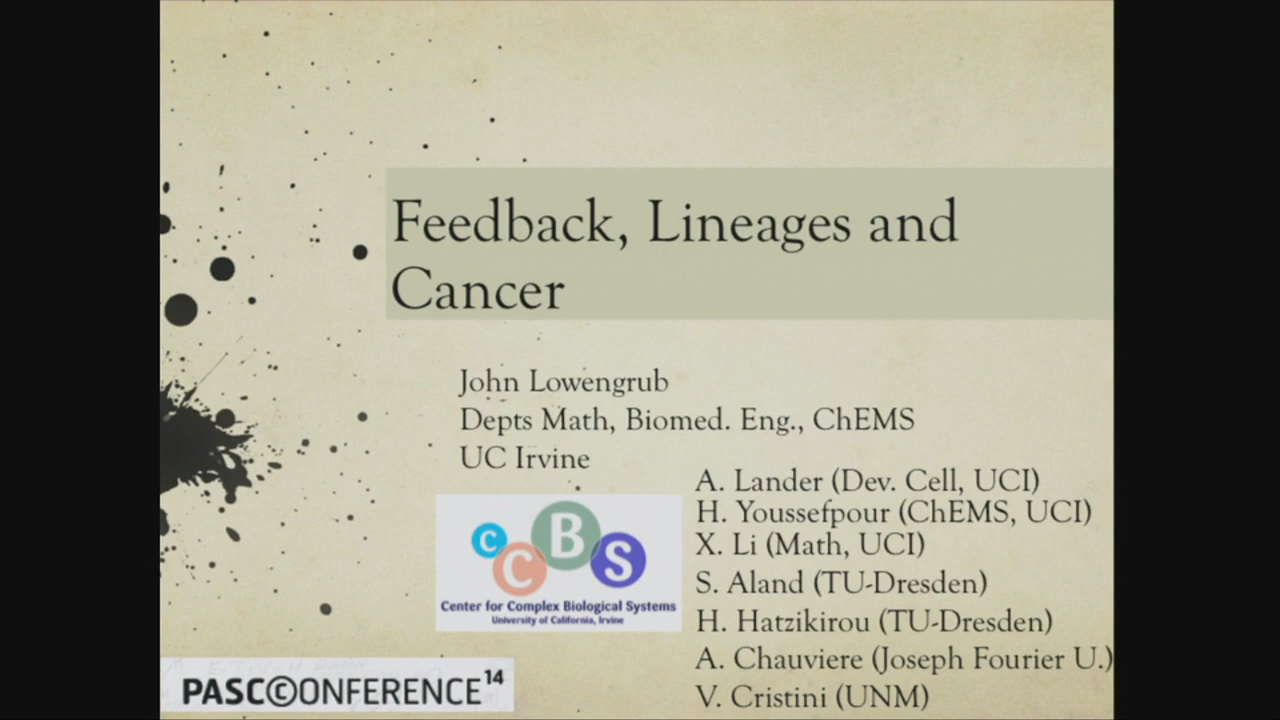 Feedback, Lineages and
Cancer
John Lowengrub
Depts Math, Biomed. Eng., ChEMS
UC Irvine
A. Lander (Dev. Cell, UCI)
H. Youssefpour (ChEMS, UCI)
X. Li (Math, UCI)
S. Aland (TU-Dresden)
H. Hatzikirou (TU-Dresden)
A. Chauviere (Joseph Fourier U.)
V. Cristini (UNM)
C C B S
Center for Complex Biological Systems
University of California, Irvine
PASC©ONFERENCE14